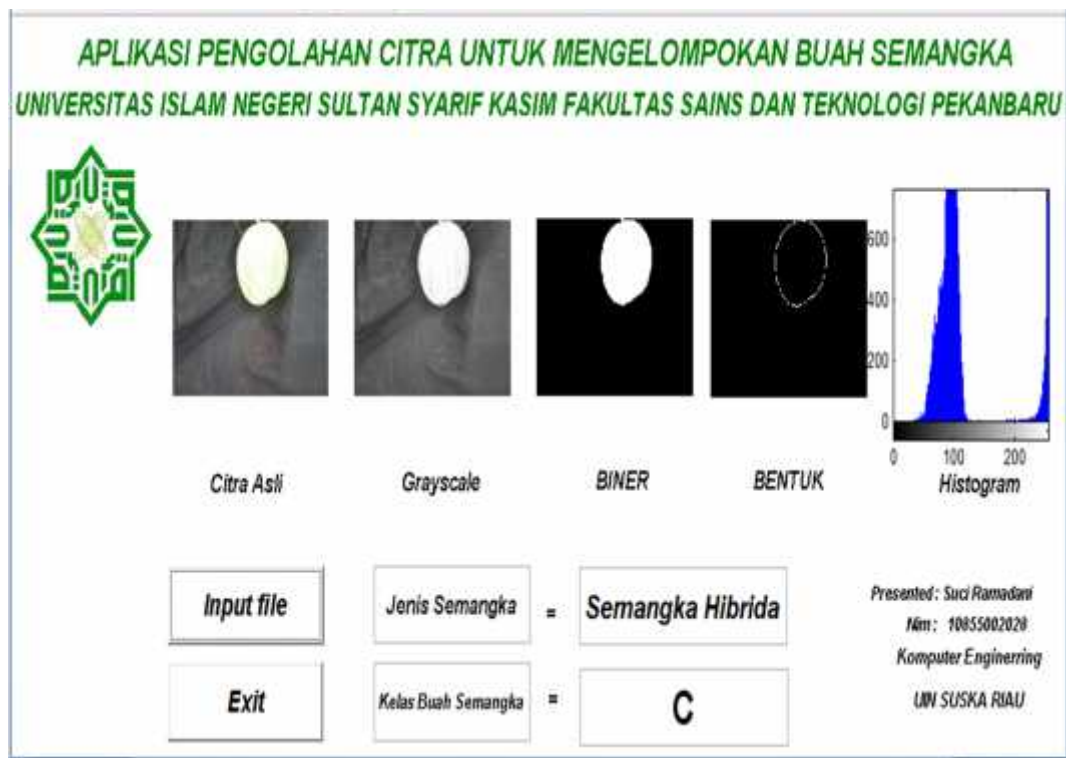 APLIKASI PENGOLAHAN CITRA UNTUK MENGELOMPOKAN BUAH SEMANGKA
UNIVERSITAS ISLAM NEGERI SULTAN SYARIF KASIM FAKULTAS SAINS DAN TEKNOLOGI PEKANBARU
600
400
200
0
0 100 200
Citra Asli Grayscale BINER BENTUK Histogram
Input file Jenis Semangka = Semangka Hibrida
Exit Kelas Buah Semangka = C
Presented : Suci Ramadani
Nim : 10855002028
Komputer Enginerring
UIN SUSKA RIAU